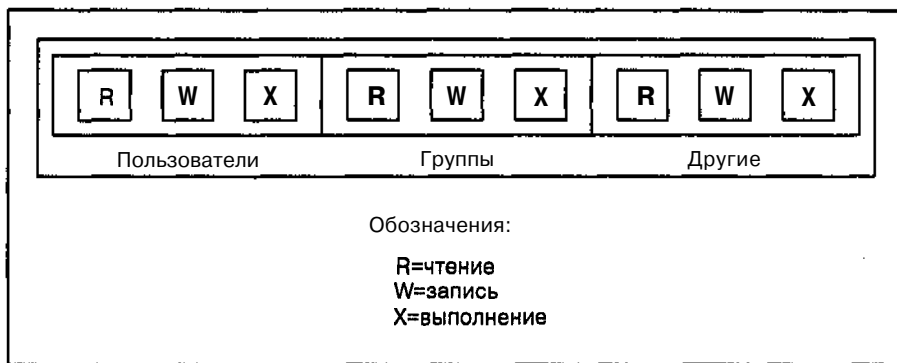 R W X R W X R W X
Пользователи Группы Другие
Обозначения:
R=чтение
W=запись
X=выполнение